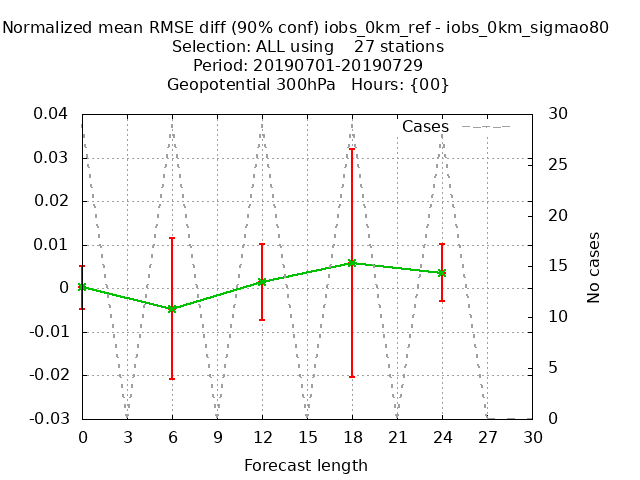 Normalized mean RMSE diff (90% conf) iobs_0km_ref - iobs_0km_sigmao80
Selection: ALL using    27 stations
Period: 20190701-20190729
Geopotential 300hPa   Hours: {00}
Cases
0.04
0.03
0.02
0.01
0
-0.01
-0.02
-0.03
30
25
20
15
10
5
0
No cases
0 3 6 9 12 15 18 21 24 27 30
Forecast length